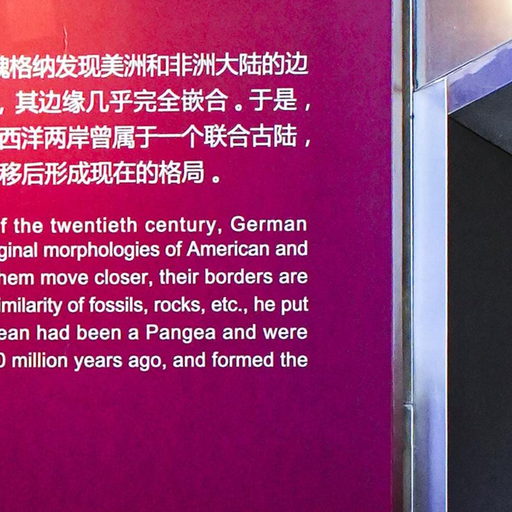 魏格纳发现美洲和非洲大陆的边
，其边缘几乎完全嵌合。于是，
西洋两岸曾属于一个联合古陆，
移后形成现在的格局。
f the twentieth century, German
ginal morphologies of American and
hem move closer, their borders are
imilarity of fossils, rocks, etc., he put
ean had been a Pangea and were
0 million years ago, and formed the